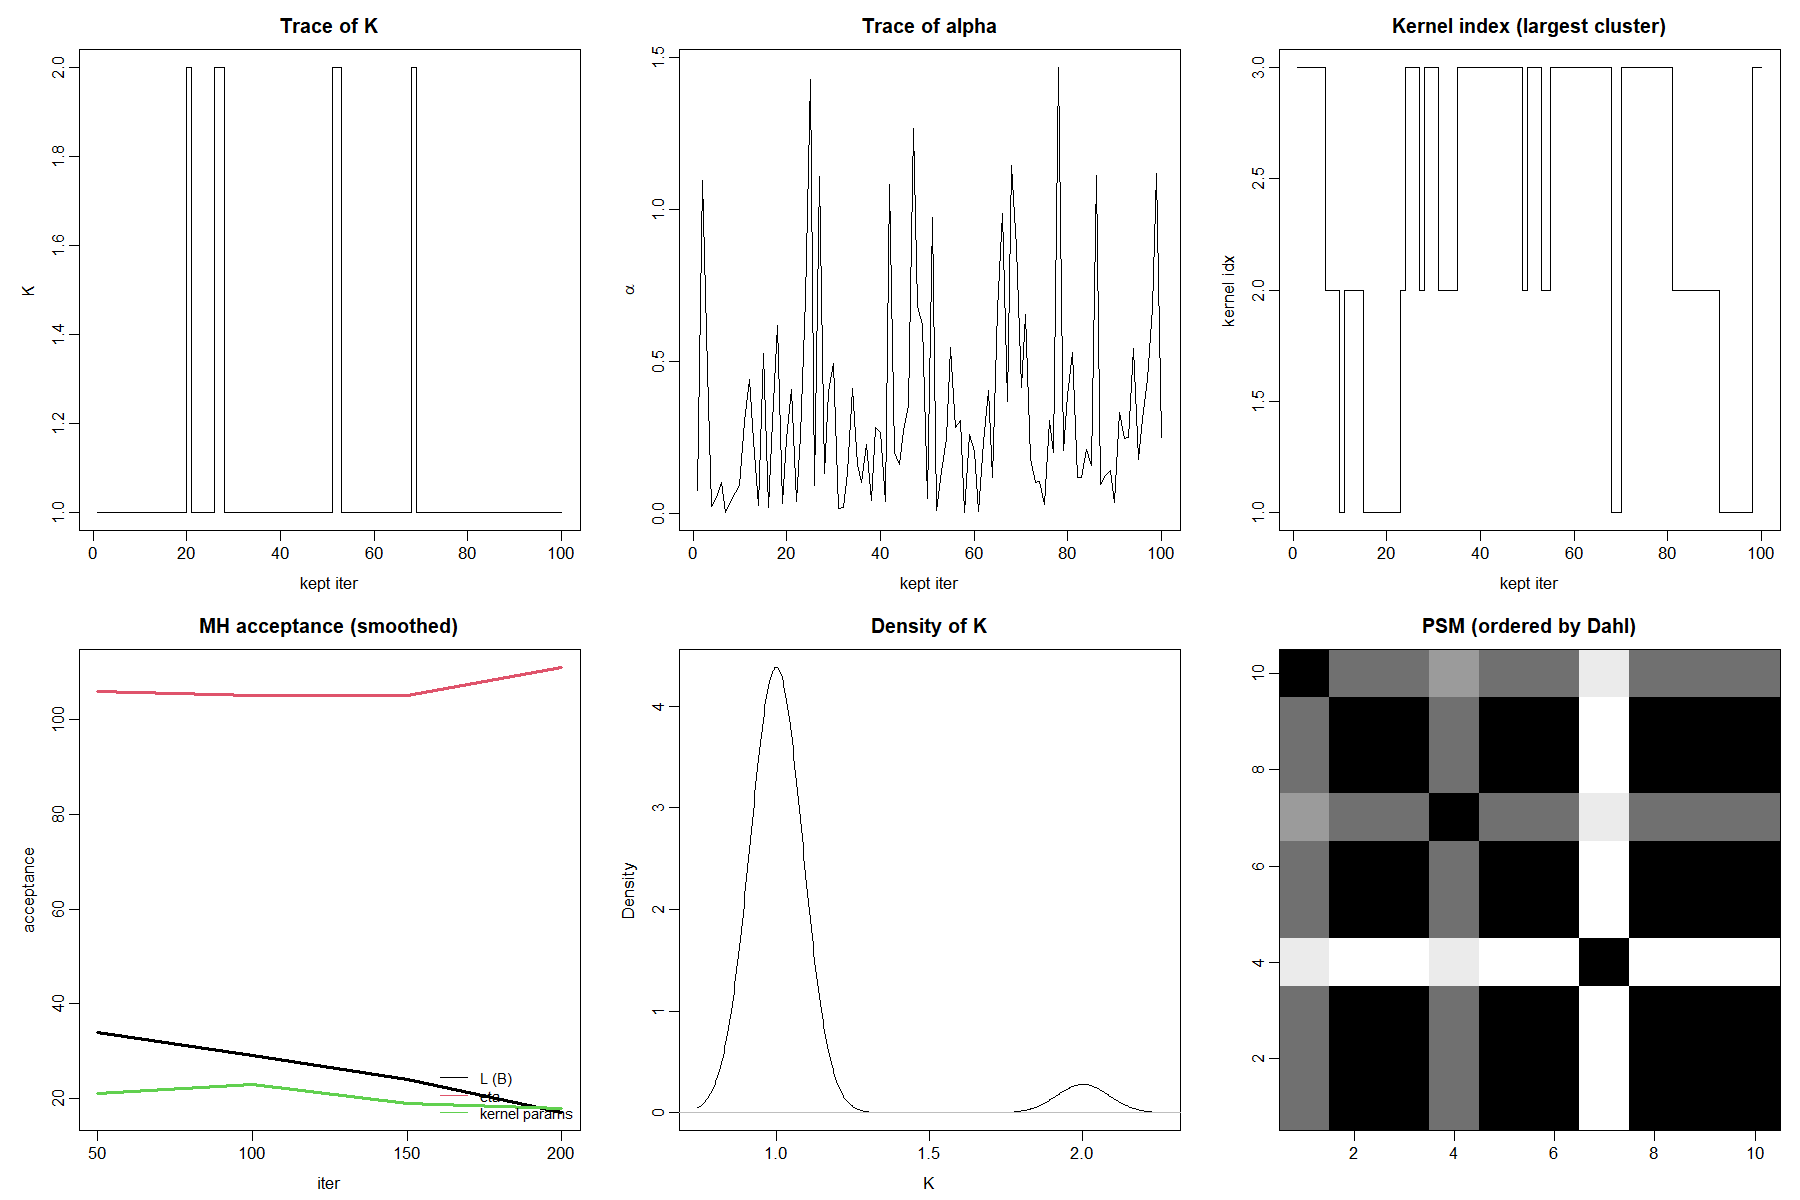 Trace of K
2.0
1.8
1.6
1.4
1.2
1.0
K
0 20 40 60 80 100
kept iter
Trace of alpha
1.5
1.0
0.5
0.0
α
0 20 40 60 80 100
kept iter
Kernel index (largest cluster)
3.0
2.5
2.0
1.5
1.0
kernel idx
0 20 40 60 80 100
kept iter
MH acceptance (smoothed)
100
80
60
40
20
acceptance
L (B)
eta
kernel params
50 100 150 200
iter
Density of K
4
3
2
1
0
Density
1.0 1.5 2.0
K
PSM (ordered by Dahl)
10
8
6
4
2
2 4 6 8 10